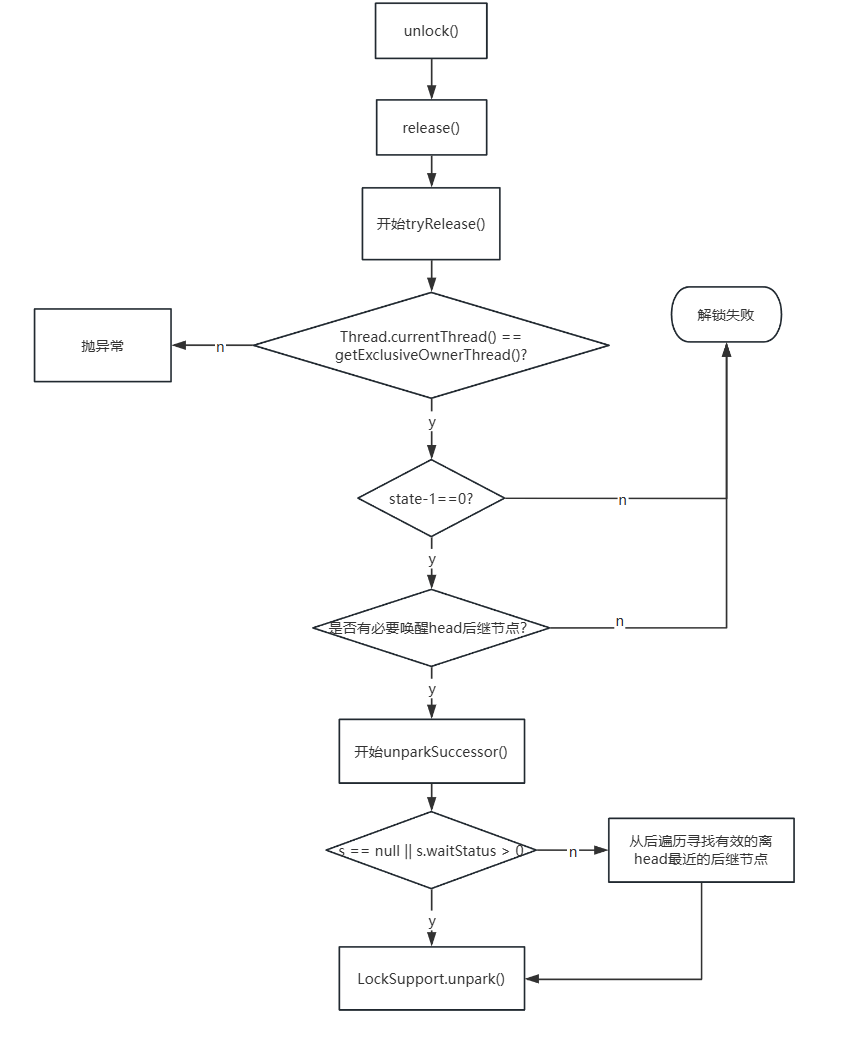 unlock()
release()
开始tryRelease()
Thread.currentThread() ==
getExclusiveOwnerThread()?
n
抛异常
解锁失败
y
state-1==0?
n
y
是否有必要唤醒head后继节点?
n
y
开始unparkSuccessor()
s == null || s.waitStatus > 0
n
从后遍历寻找有效的离
head最近的后继节点
y
LockSupport.unpark()